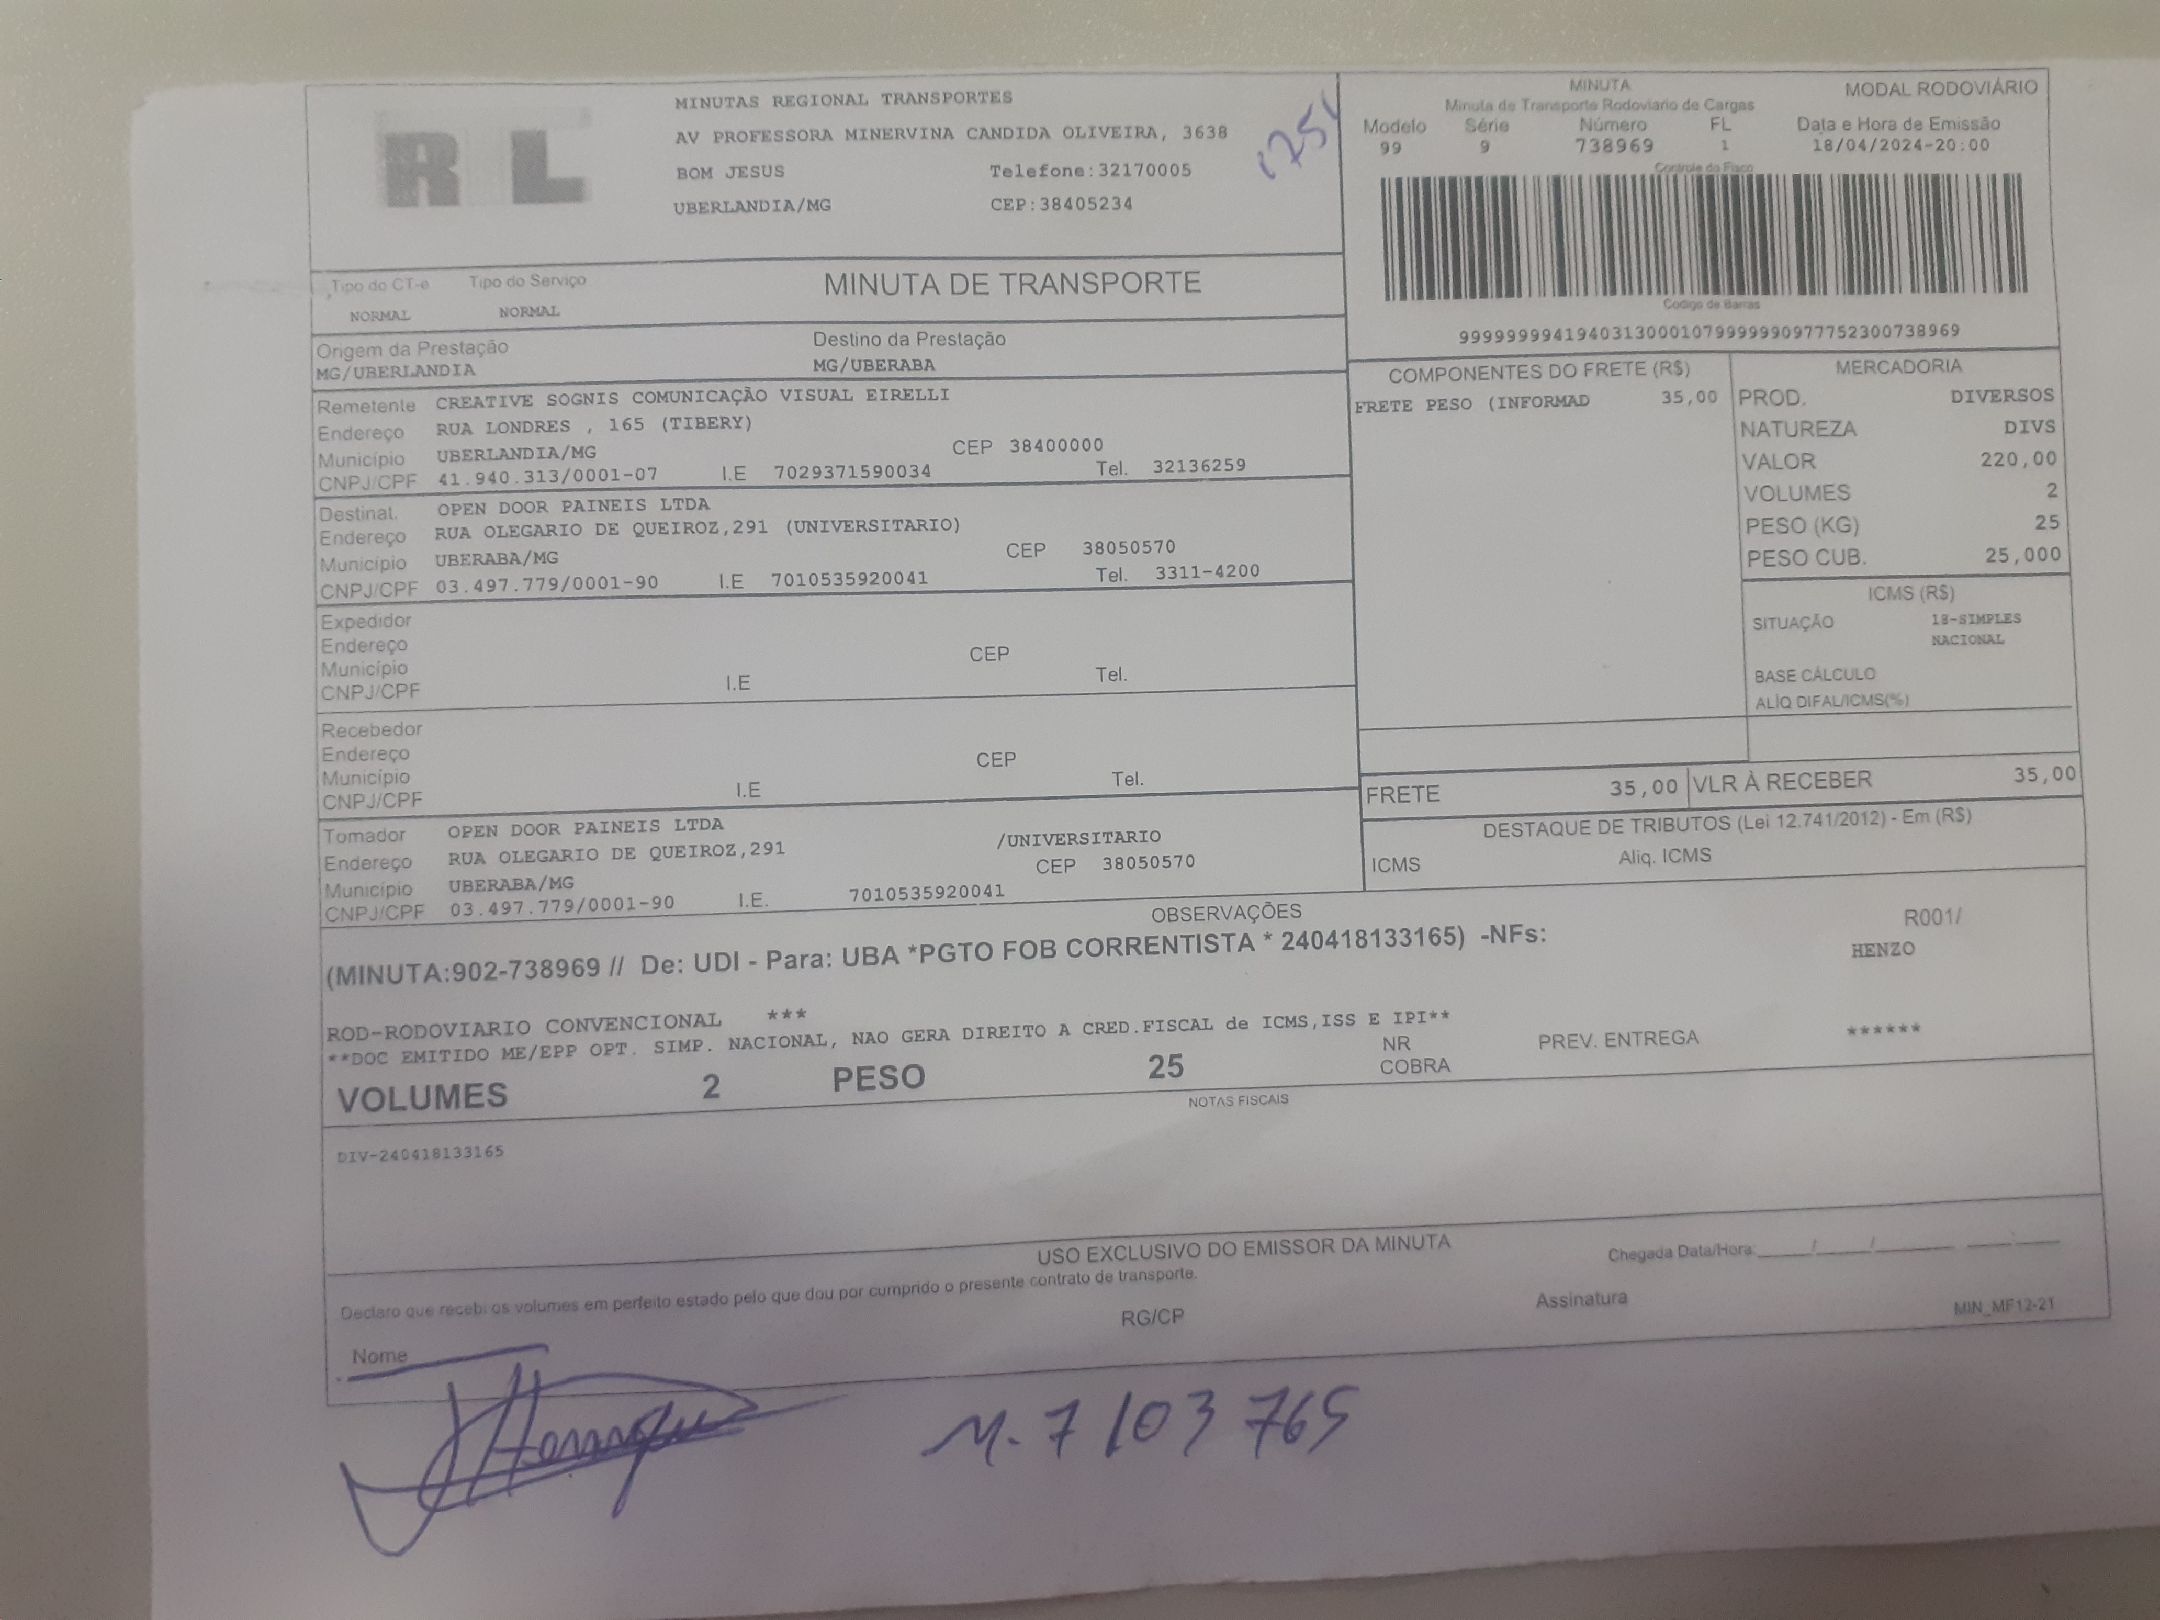 RL
MINUTAS REGIONAL TRANSPORTES
AV PROFESSORA MINERVINA CANDIDA OLIVEIRA, 3638
BOM JESUS Telefone:32170005
UBERLANDIA/MG CEP:38405234
MINUTA MODAL RODOVIÁRIO
Minuta de Transporte Rodoviario de Cargas
Modelo Série Número FL Data e Hora de Emissão
99 9 738969 1 18/04/2024-20:00
Controle do Fisco
Codigo de Barras
99999999419403130001079999990977752300738969
Tipo do CT-e Tipo do Serviço MINUTA DE TRANSPORTE
NORMAL NORMAL
Origem da Prestação Destino da Prestação
MG/UBERLANDIA MG/UBERABA
Remetente CREATIVE SOGNIS COMUNICAÇÃO VISUAL EIRELLI
Endereço RUA LONDRES , 165 (TIBERY)
Município UBERLANDIA/MG CEP 38400000
CNPJ/CPF 41.940.313/0001-07 I.E 7029371590034 Tel. 32136259
Destinat. OPEN DOOR PAINEIS LTDA
Endereço RUA OLEGARIO DE QUEIROZ,291 (UNIVERSITARIO)
Município UBERABA/MG CEP 38050570
CNPJ/CPF 03.497.779/0001-90 I.E 7010535920041 Tel. 3311-4200
Expedidor
Endereço
Município CEP
CNPJ/CPF I.E Tel.
Recebedor
Endereço
Município CEP
CNPJ/CPF I.E Tel.
Tomador OPEN DOOR PAINEIS LTDA /UNIVERSITARIO
Endereço RUA OLEGARIO DE QUEIROZ,291 CEP 38050570
Município UBERABA/MG
CNPJ/CPF 03.497.779/0001-90 I.E. 7010535920041
COMPONENTES DO FRETE (R$)
FRETE PESO (INFORMAD 35,00
MERCADORIA
PROD. DIVERSOS
NATUREZA DIVS
VALOR 220,00
VOLUMES 2
PESO (KG) 25
PESO CUB. 25,000
ICMS (R$)
SITUAÇÃO 18-SIMPLES
NACIONAL
BASE CÁLCULO
ALÍQ DIFAL/ICMS(%)
FRETE 35,00 VLR À RECEBER 35,00
DESTAQUE DE TRIBUTOS (Lei 12.741/2012) - Em (R$)
ICMS Aliq. ICMS
OBSERVAÇÕES R001/
(MINUTA:902-738969 // De: UDI - Para: UBA *PGTO FOB CORRENTISTA * 240418133165) -NFs: HENZO
ROD-RODOVIARIO CONVENCIONAL ***
**DOC EMITIDO ME/EPP OPT. SIMP. NACIONAL, NAO GERA DIREITO A CRED.FISCAL de ICMS,ISS E IPI**
NR PREV. ENTREGA ******
VOLUMES 2 PESO 25 COBRA
NOTAS FISCAIS
DIV-240418133165
USO EXCLUSIVO DO EMISSOR DA MINUTA Chegada Data/Hora:____/____/______ ____:____
Declaro que recebi os volumes em perfeito estado pelo que dou por cumprido o presente contrato de transporte.
Nome RG/CP Assinatura MIN_MF12-21
M. 7103765